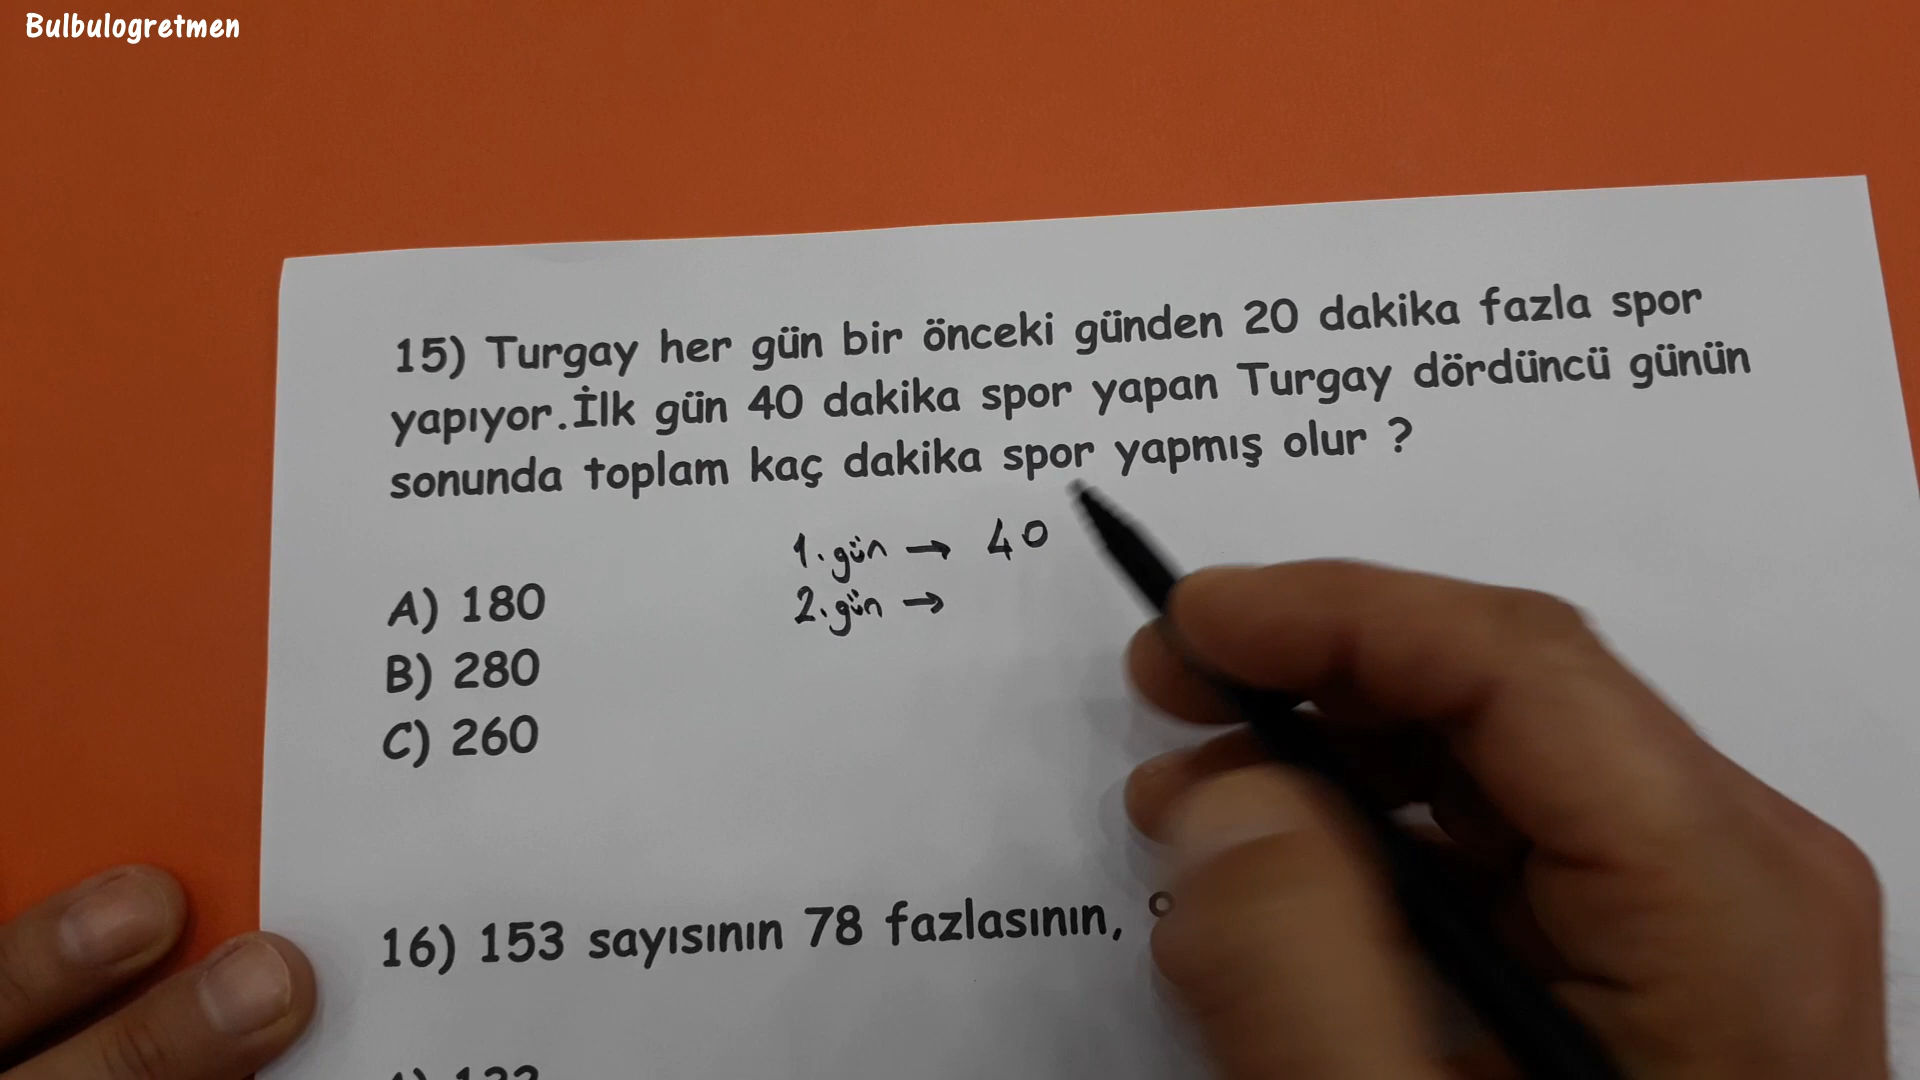 Bulbulogretmen
15) Turgay her gün bir önceki günden 20 dakika fazla spor
yapıyor.İlk gün 40 dakika spor yapan Turgay dördüncü günün
sonunda toplam kaç dakika spor yapmış olur ?
1. gün → 40
2. gün →
A) 180
B) 280
C) 260
16) 153 sayısının 78 fazlasının,